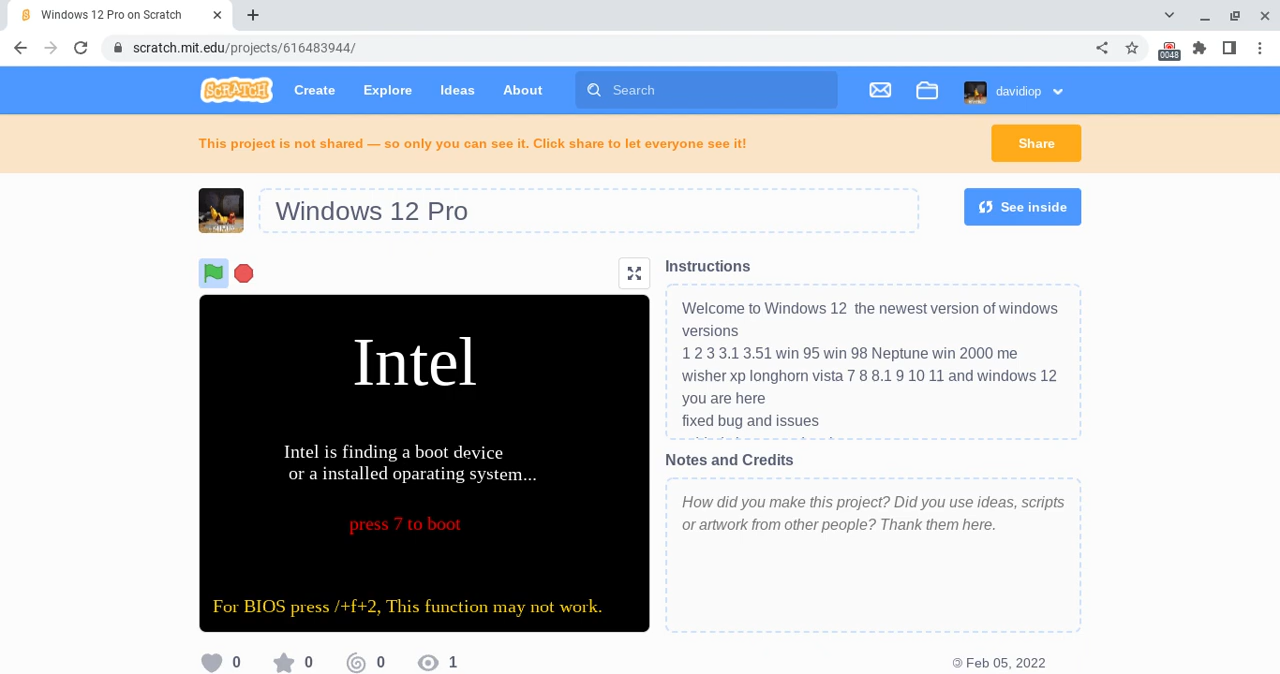 Windows 12 Pro on Scratch
scratch.mit.edu/projects/616483944/
0048
SCRATCH
Create
Explore
Ideas
About
Search
davidiop
This project is not shared — so only you can see it. Click share to let everyone see it!
Share
Windows 12 Pro
See inside
Instructions
Welcome to Windows 12  the newest version of windows
versions
1 2 3 3.1 3.51 win 95 win 98 Neptune win 2000 me
wisher xp longhorn vista 7 8 8.1 9 10 11 and windows 12
you are here
fixed bug and issues
Intel
Intel is finding a boot device
or a installed oparating system...
press 7 to boot
For BIOS press /+f+2, This function may not work.
Notes and Credits
How did you make this project? Did you use ideas, scripts
or artwork from other people? Thank them here.
0
0
0
1
Feb 05, 2022